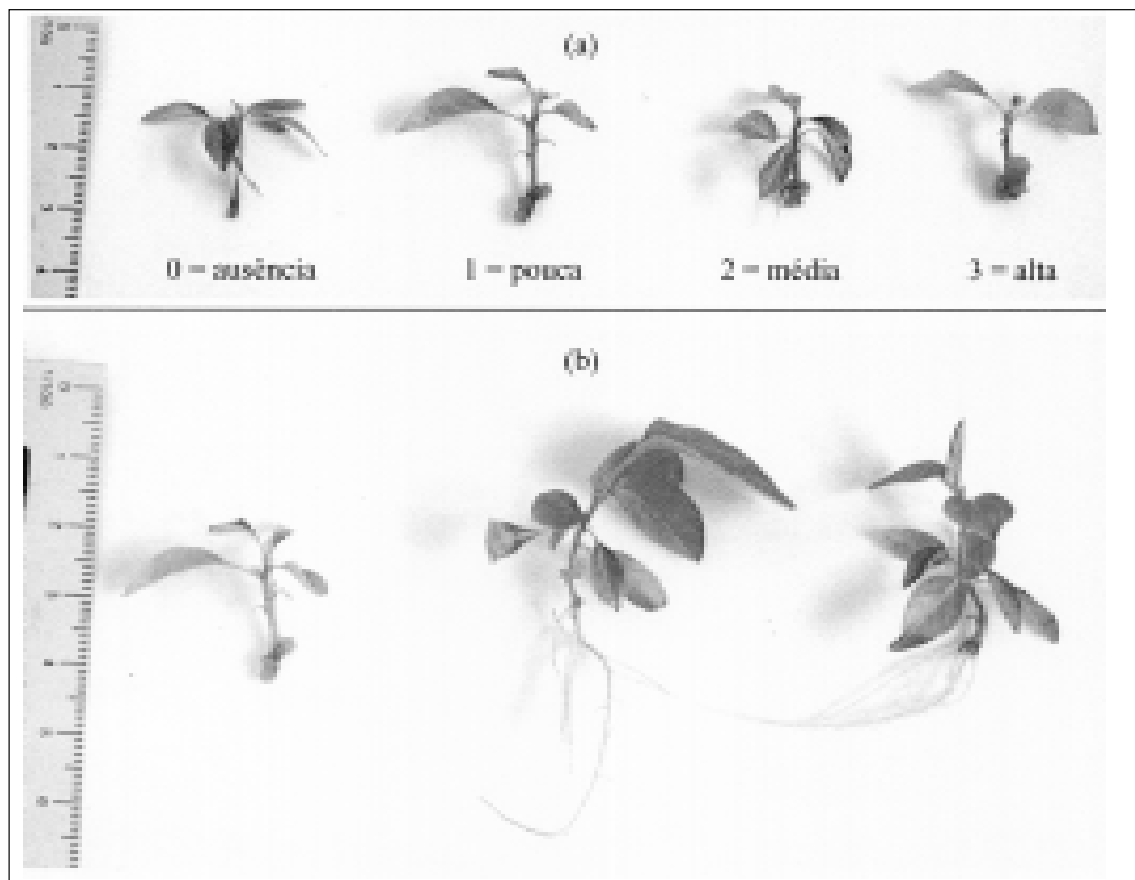 (a)
0 = ausência 1 = pouca 2 = média 3 = alta
(b)